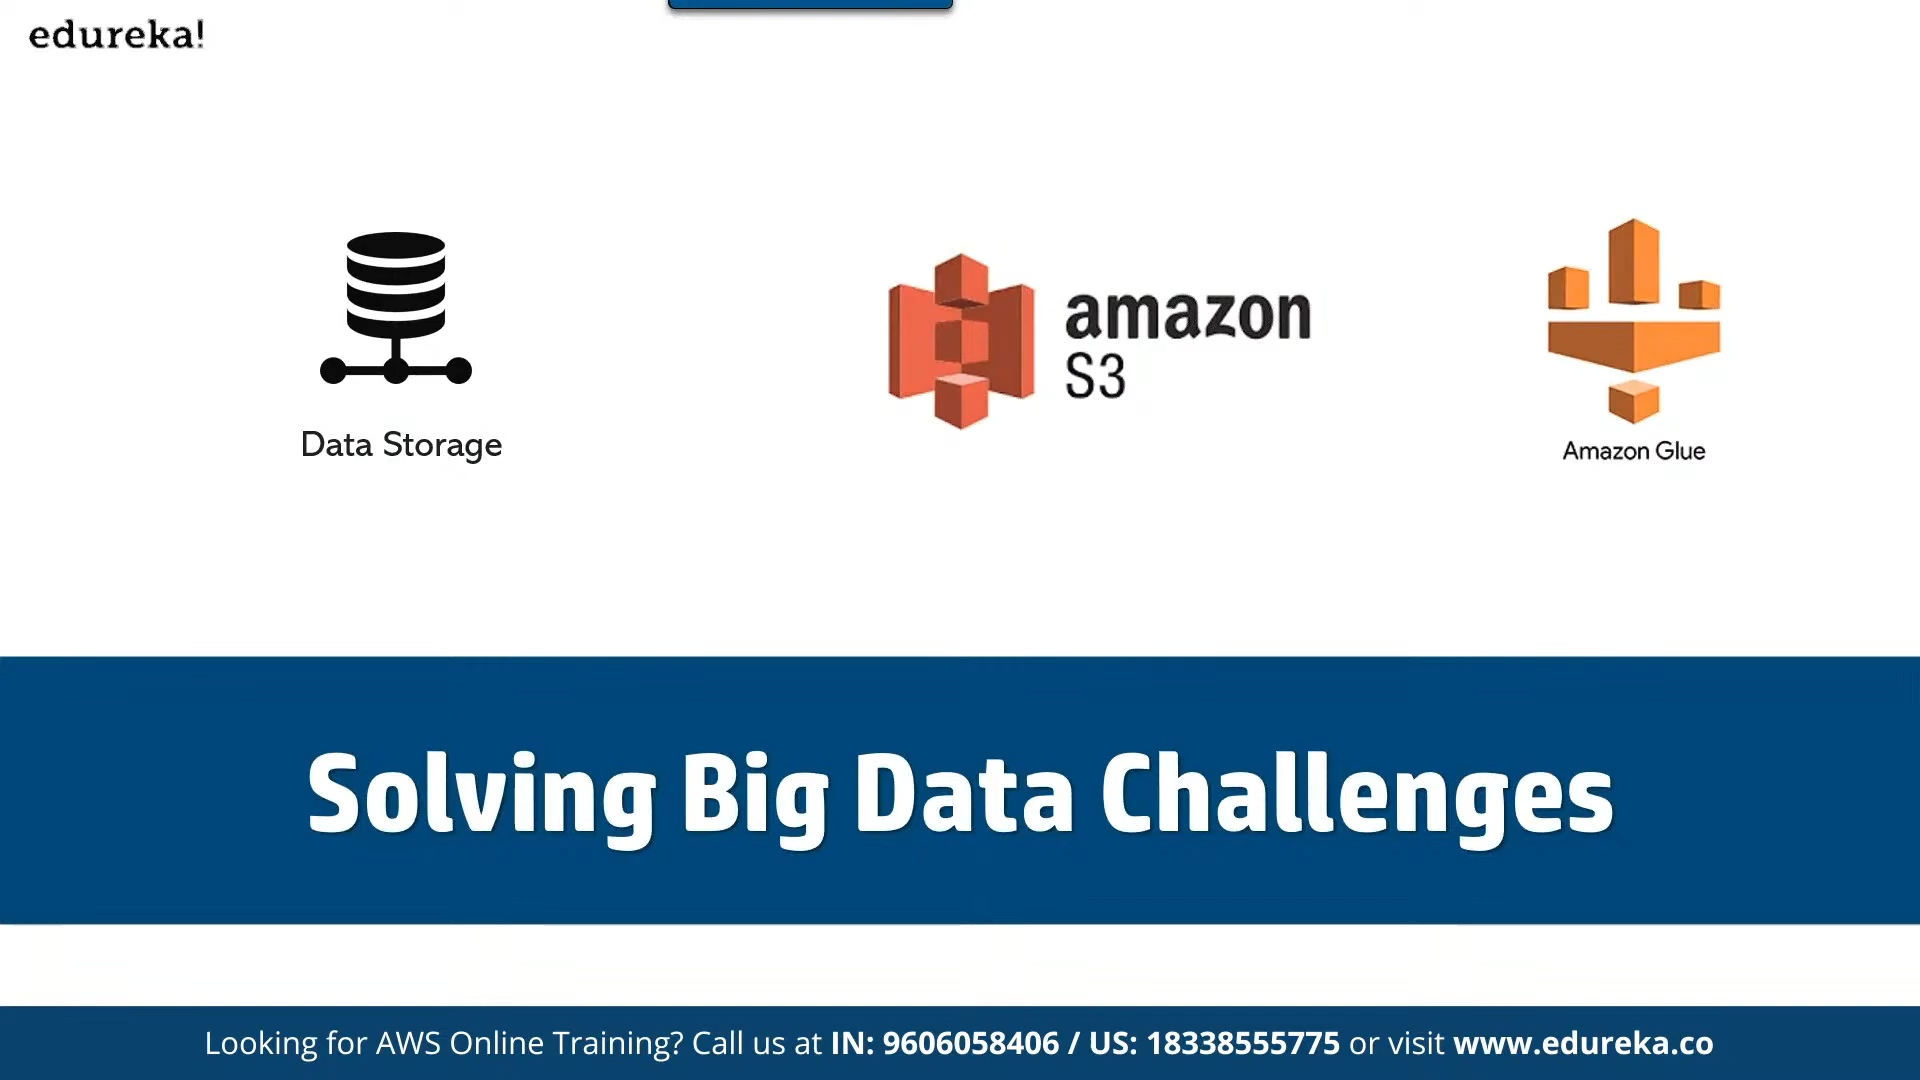 edureka!
Data Storage
amazon
S3
Amazon Glue
Solving Big Data Challenges
Looking for AWS Online Training? Call us at IN: 9606058406 / US: 18338555775 or visit www.edureka.co